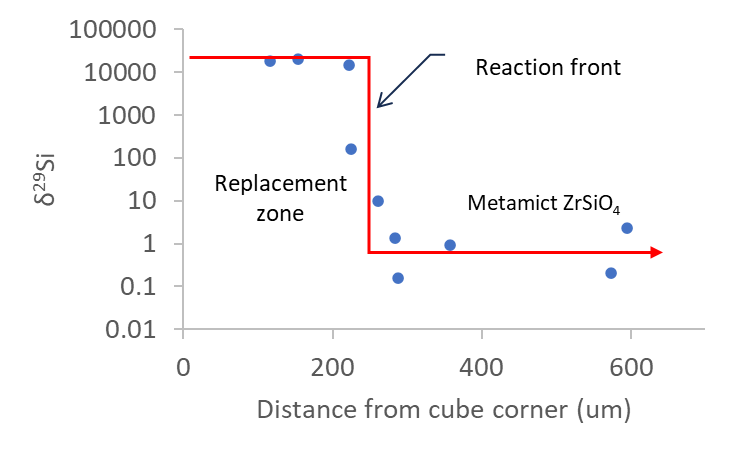 100000
10000
1000
100
10
1
0.1
0.01
δ²⁹Si
Reaction front
Replacement
zone
Metamict ZrSiO₄
0
200
400
600
Distance from cube corner (um)